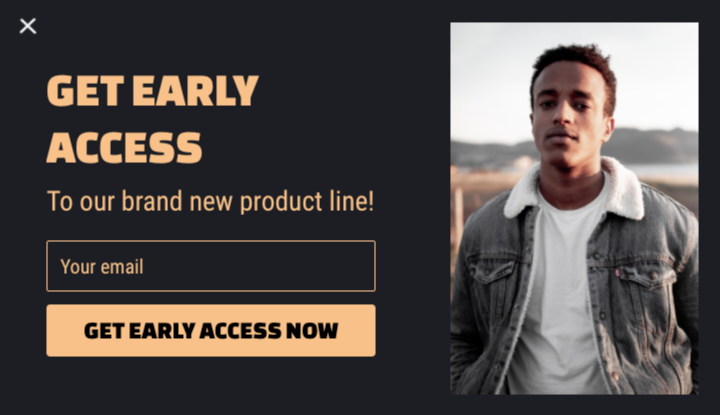 GET EARLY
ACCESS
To our brand new product line!
Your email
GET EARLY ACCESS NOW